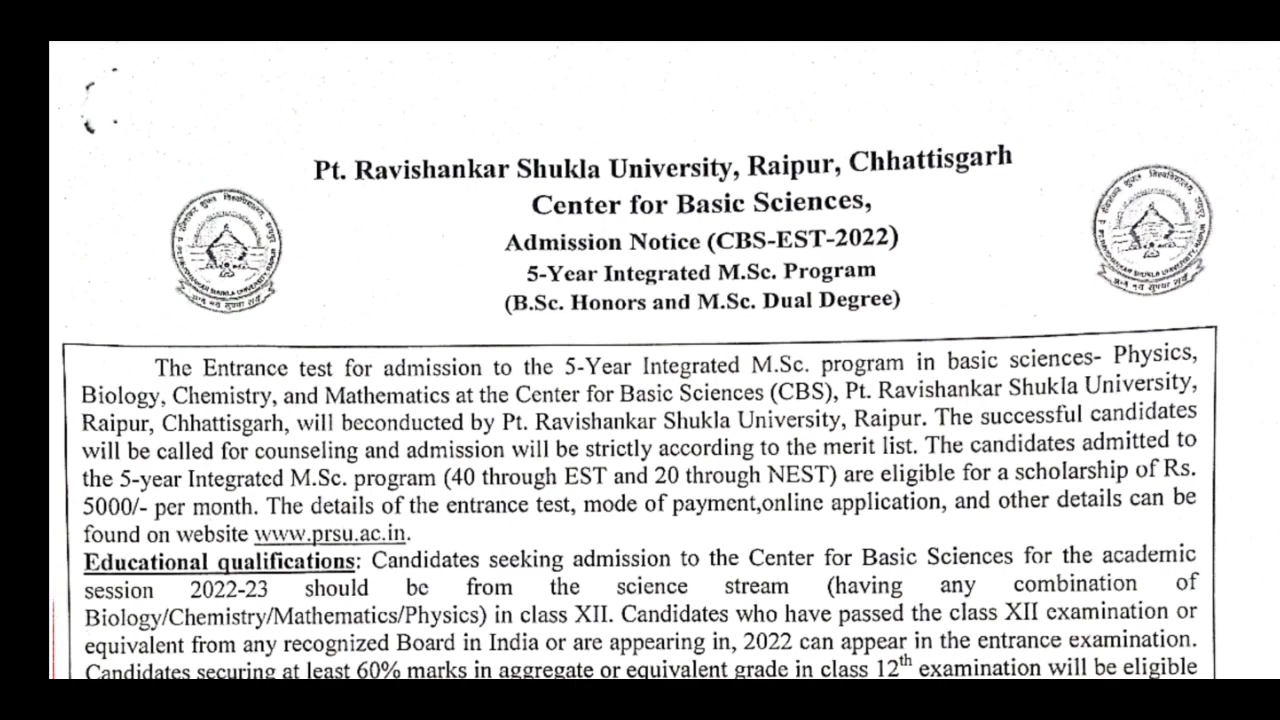 Pt. Ravishankar Shukla University, Raipur, Chhattisgarh
Center for Basic Sciences,
Admission Notice (CBS-EST-2022)
5-Year Integrated M.Sc. Program
(B.Sc. Honors and M.Sc. Dual Degree)
The Entrance test for admission to the 5-Year Integrated M.Sc. program in basic sciences- Physics,
Biology, Chemistry, and Mathematics at the Center for Basic Sciences (CBS), Pt. Ravishankar Shukla University,
Raipur, Chhattisgarh, will beconducted by Pt. Ravishankar Shukla University, Raipur. The successful candidates
will be called for counseling and admission will be strictly according to the merit list. The candidates admitted to
the 5-year Integrated M.Sc. program (40 through EST and 20 through NEST) are eligible for a scholarship of Rs.
5000/- per month. The details of the entrance test, mode of payment,online application, and other details can be
found on website www.prsu.ac.in.
Educational qualifications: Candidates seeking admission to the Center for Basic Sciences for the academic
session 2022-23 should be from the science stream (having any combination of
Biology/Chemistry/Mathematics/Physics) in class XII. Candidates who have passed the class XII examination or
equivalent from any recognized Board in India or are appearing in, 2022 can appear in the entrance examination.
Candidates securing at least 60% marks in aggregate or equivalent grade in class 12th examination will be eligible